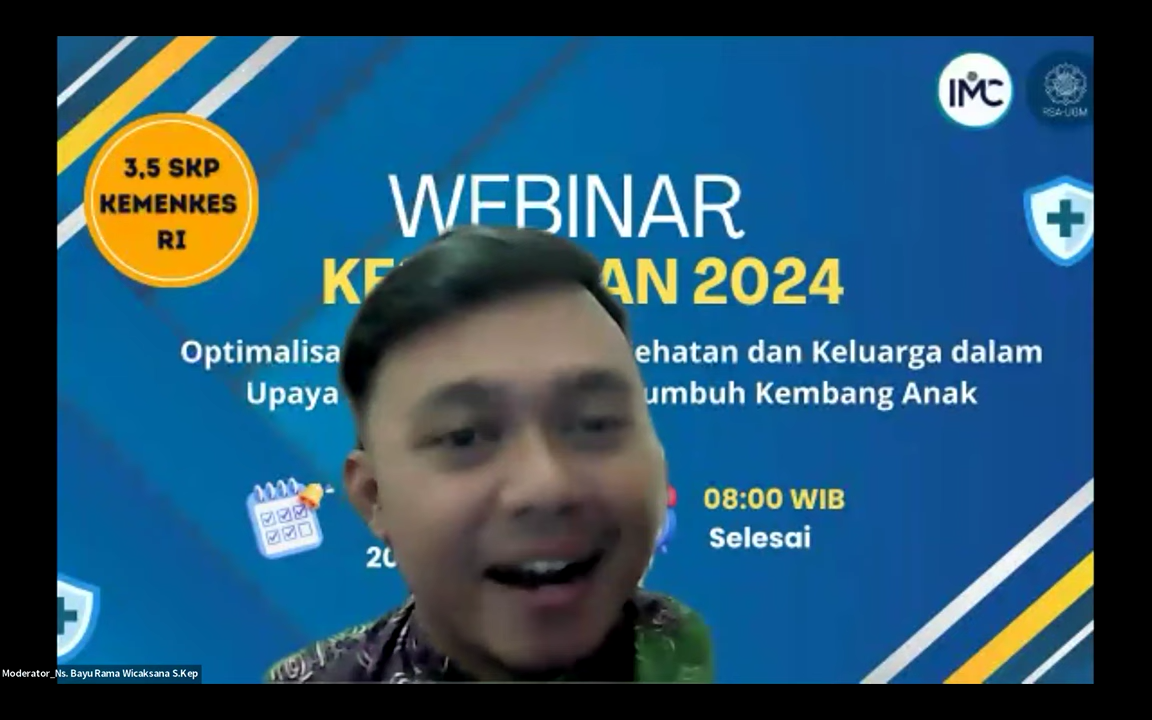 IMC
RSA-UGM
3,5 SKP
KEMENKES
RI
WEBINAR
KE AN 2024
Optimalisa ehatan dan Keluarga dalam
Upaya umbuh Kembang Anak
08:00 WIB
20 Selesai
Moderator_Ns. Bayu Rama Wicaksana S.Kep